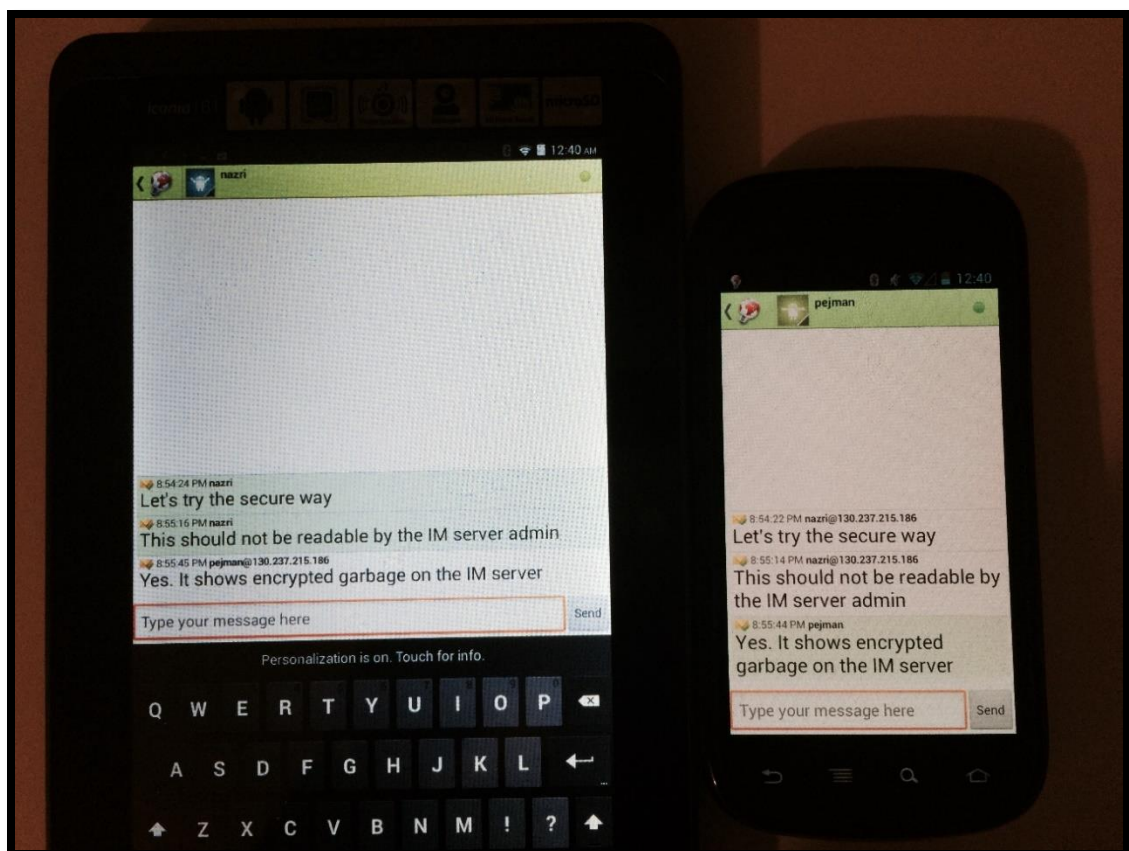 iconia B1
microSD
12:40 AM
nazri
8:54:24 PM nazri
Let's try the secure way
8:55:16 PM nazri
This should not be readable by the IM server admin
8:55:45 PM pejman@130.237.215.186
Yes. It shows encrypted garbage on the IM server
Type your message here
Send
Personalization is on. Touch for info.
Q W E R T Y U I O P
A S D F G H J K L
Z X C V B N M ! ?
12:40
pejman
8:54:22 PM nazri@130.237.215.186
Let's try the secure way
8:55:14 PM nazri@130.237.215.186
This should not be readable by
the IM server admin
8:55:44 PM pejman
Yes. It shows encrypted
garbage on the IM server
Type your message here
Send